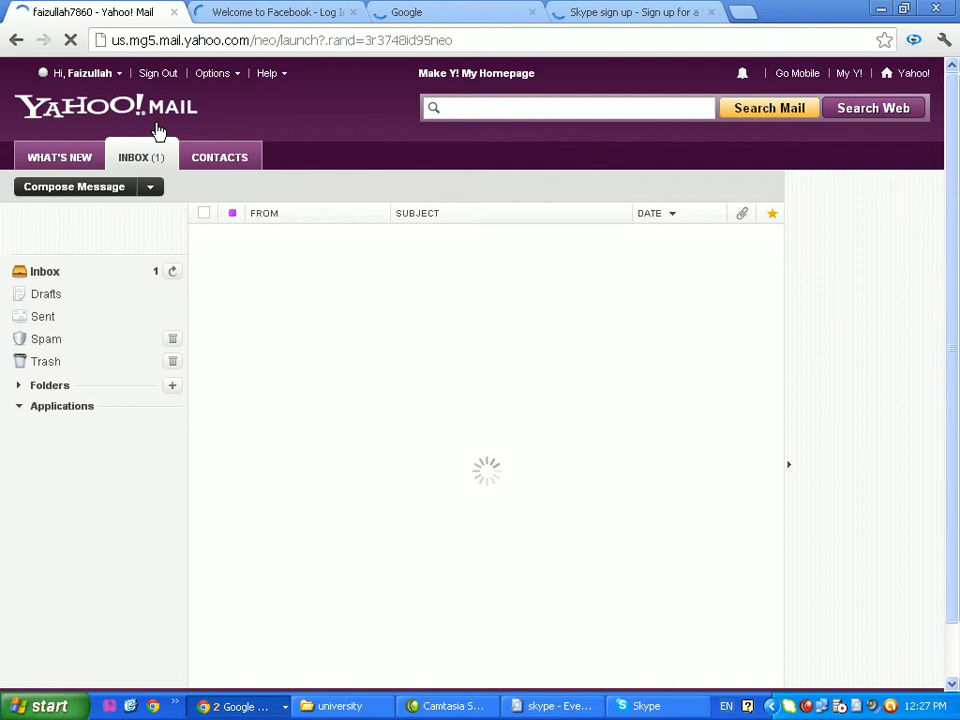 faizullah7860 - Yahoo! Mail
Welcome to Facebook - Log I
Google
Skype sign up - Sign up for a
us.mg5.mail.yahoo.com/neo/launch?.rand=3r3748id95neo
Hi, Faizullah
Sign Out
Options
Help
Make Y! My Homepage
Go Mobile
My Y!
Yahoo!
YAHOO! MAIL
Search Mail
Search Web
WHAT'S NEW
INBOX (1)
CONTACTS
Compose Message
FROM
SUBJECT
DATE
Inbox 1
Drafts
Sent
Spam
Trash
Folders
Applications
start
2 Google ...
university
Camtasia S...
skype - Eve...
Skype
EN
12:27 PM